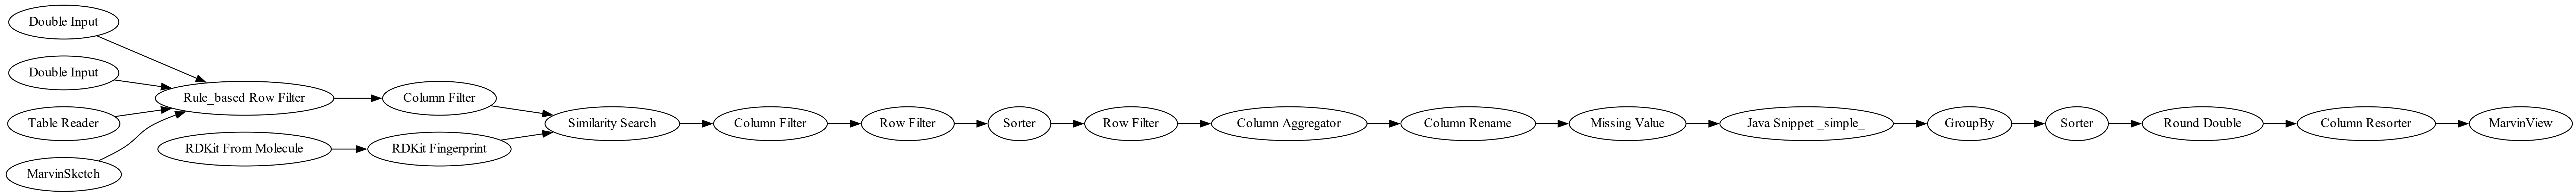 Double Input
Double Input
Table Reader
MarvinSketch
Rule_based Row Filter
RDKit From Molecule
Column Filter
RDKit Fingerprint
Similarity Search
Column Filter
Row Filter
Sorter
Row Filter
Column Aggregator
Column Rename
Missing Value
Java Snippet _simple_
GroupBy
Sorter
Round Double
Column Resorter
MarvinView